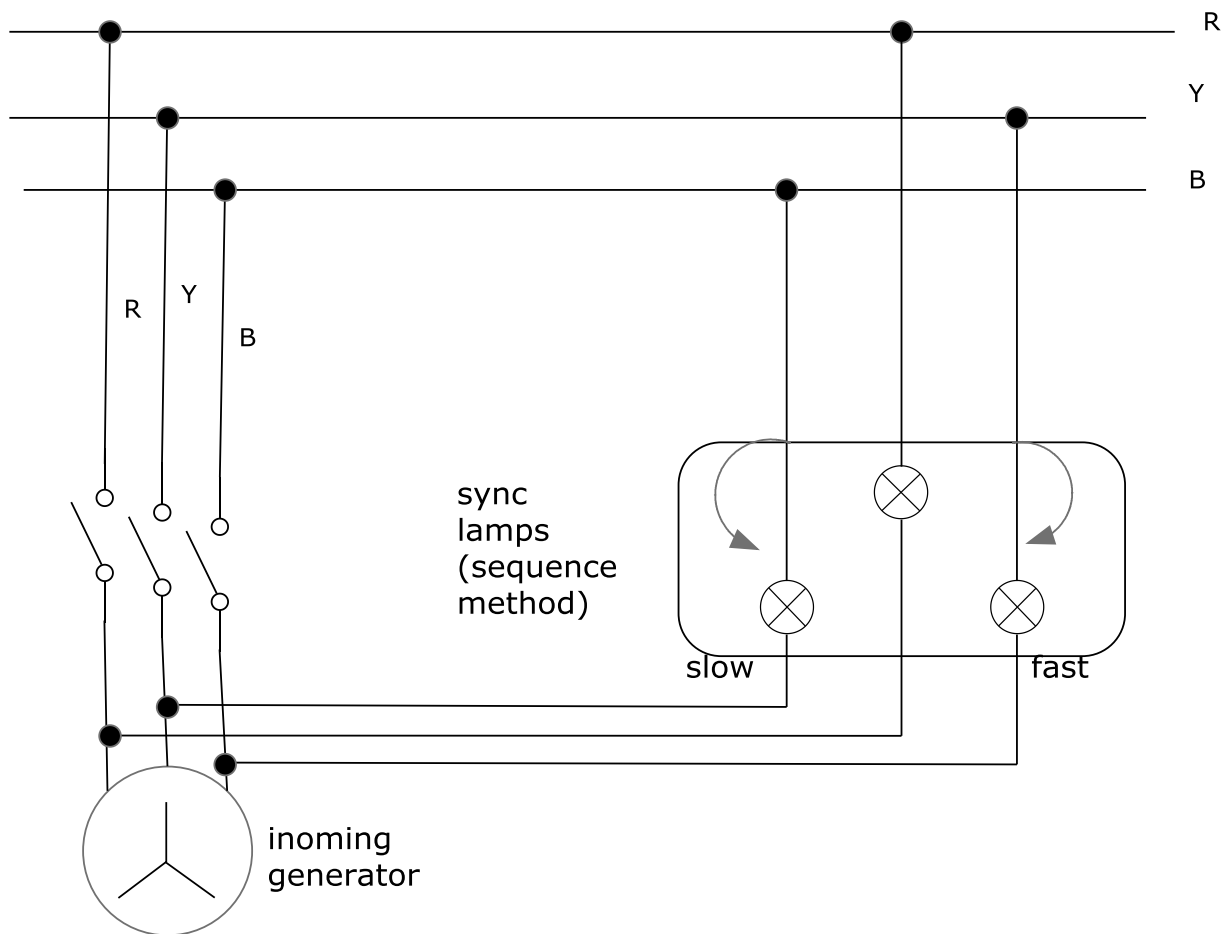 R
Y
B
R
Y
B
sync
lamps
(sequence
method)
slow
fast
inoming
generator